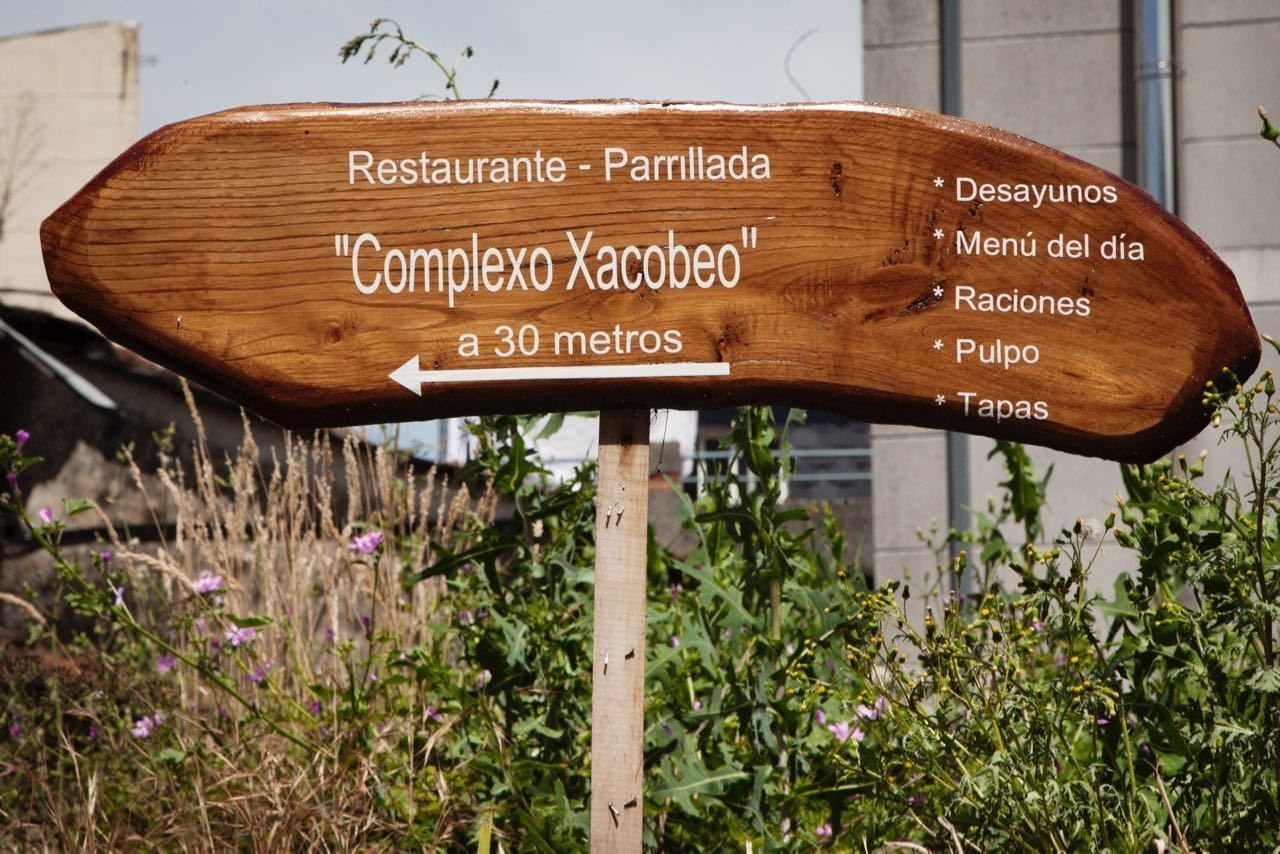 Restaurante - Parrillada
"Complexo Xacobeo"
a 30 metros
* Desayunos
* Menú del día
* Raciones
* Pulpo
* Tapas